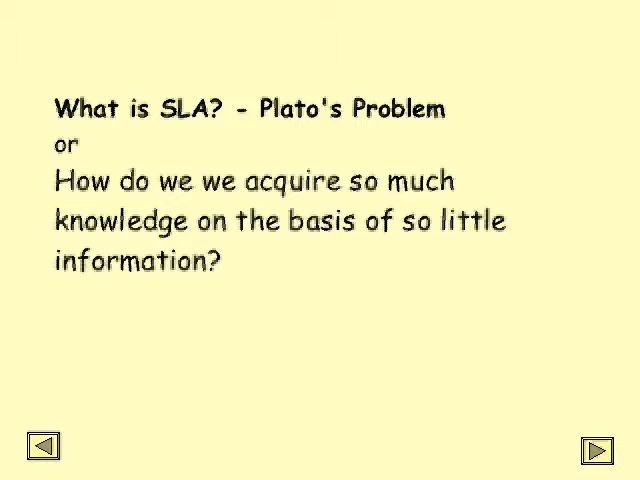 What is SLA? - Plato's Problem
or
How do we we acquire so much
knowledge on the basis of so little
information?